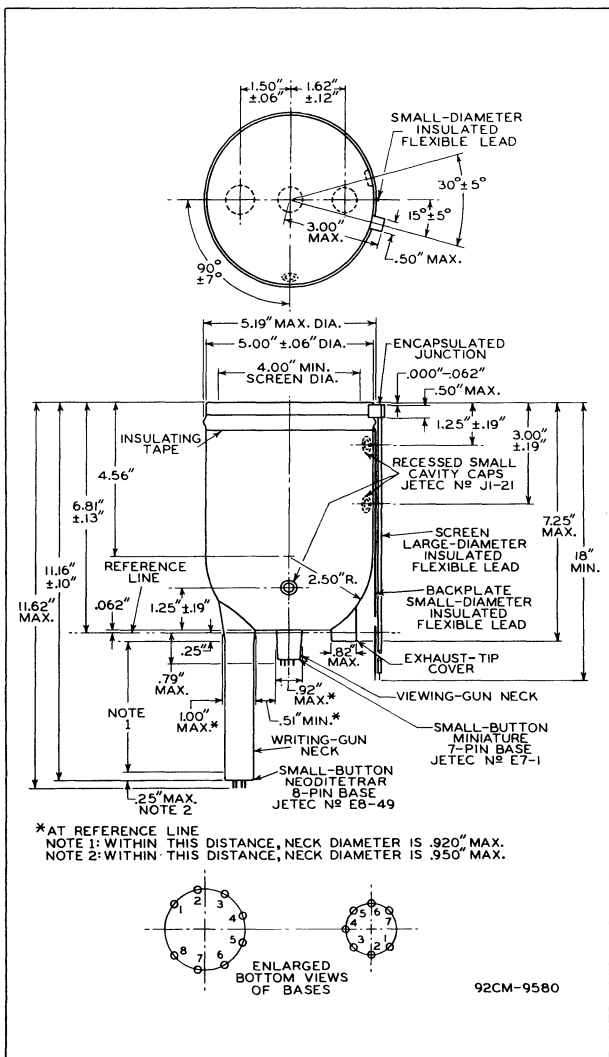 1.50"
±.06"
1.62"
±.12"
SMALL-DIAMETER
INSULATED
FLEXIBLE LEAD
30°±5°
15°±5°
3.00"
MAX.
.50" MAX.
90°
±7°
5.19" MAX. DIA.
5.00"±.06" DIA.
4.00" MIN.
SCREEN DIA.
ENCAPSULATED
JUNCTION
.000"-.062"
.50" MAX.
1.25"±.19"
3.00"
±.19"
INSULATING
TAPE
RECESSED SMALL
CAVITY CAPS
JETEC Nº J1-21
4.56"
6.81"
±.13"
7.25"
MAX.
18"
MIN.
SCREEN
LARGE-DIAMETER
INSULATED
FLEXIBLE LEAD
11.16"
±.10"
11.62"
MAX.
REFERENCE
LINE
2.50"R.
BACKPLATE
SMALL-DIAMETER
INSULATED
FLEXIBLE LEAD
.062"
1.25"±.19"
.25"
.82"
MAX.
EXHAUST-TIP
COVER
.79"
MAX.
.92"
MAX.*
VIEWING-GUN NECK
1.00"
MAX.*
.51"MIN.*
NOTE
1
WRITING-GUN
NECK
SMALL-BUTTON
MINIATURE
7-PIN BASE
JETEC Nº E7-1
SMALL-BUTTON
NEODITETRAR
8-PIN BASE
JETEC Nº E8-49
.25"MAX.
NOTE 2
*AT REFERENCE LINE
NOTE 1: WITHIN THIS DISTANCE, NECK DIAMETER IS .920" MAX.
NOTE 2: WITHIN THIS DISTANCE, NECK DIAMETER IS .950" MAX.
1 2 3 4 5 6 7 8
1 2 3 4 5 6 7
ENLARGED
BOTTOM VIEWS
OF BASES
92CM-9580